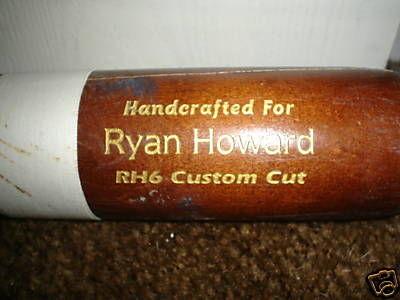 Handcrafted For
Ryan Howard
RH6 Custom Cut